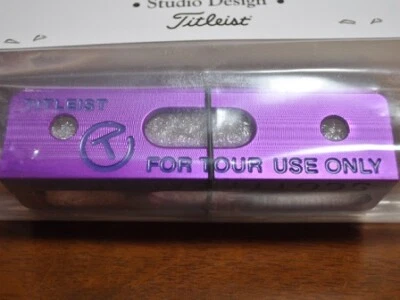 • Studio Design •
Titleist
TITLEIST
T
FOR TOUR USE ONLY